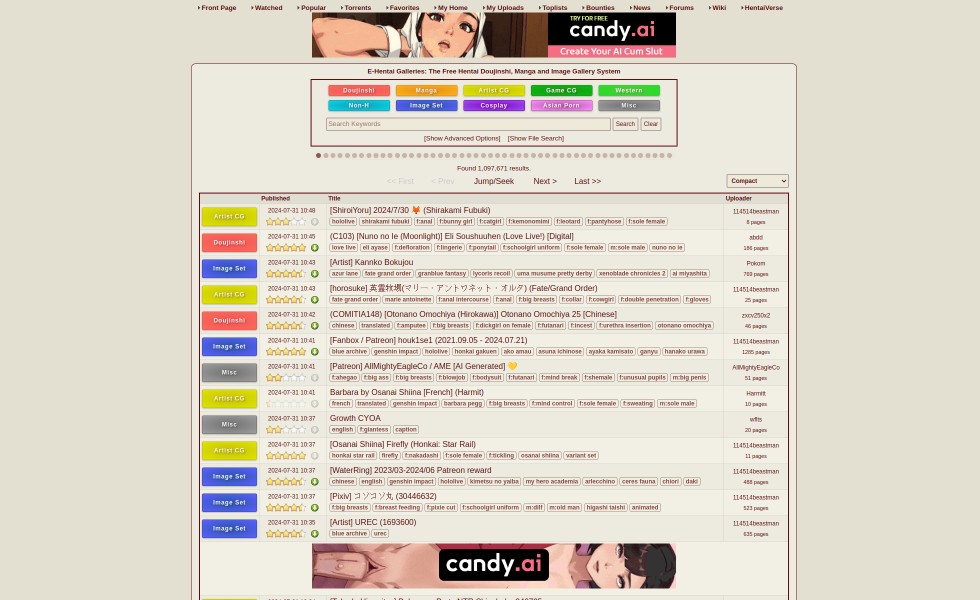 Front Page Watched Popular Torrents Favorites My Home My Uploads Toplists Bounties News Forums Wiki HentaiVerse
TRY FOR FREE
candy.ai
Create Your AI Cum Slut
E-Hentai Galleries: The Free Hentai Doujinshi, Manga and Image Gallery System
Doujinshi Manga Artist CG Game CG Western
Non-H Image Set Cosplay Asian Porn Misc
Search Keywords Search Clear
[Show Advanced Options] [Show File Search]
Found 1,097,671 results.
<< First < Prev Jump/Seek Next > Last >> Compact
Published Title Uploader
Artist CG 2024-07-31 10:48 [ShiroiYoru] 2024/7/30 🦊 (Shirakami Fubuki) 114514beastman
hololive shirakami fubuki f:anal f:bunny girl f:catgirl f:kemonomimi f:leotard f:pantyhose f:sole female 8 pages
Doujinshi 2024-07-31 10:45 (C103) [Nuno no Ie (Moonlight)] Eli Soushuuhen (Love Live!) [Digital] abdd
love live eli ayase f:defloration f:lingerie f:ponytail f:schoolgirl uniform f:sole female m:sole male nuno no ie 186 pages
Image Set 2024-07-31 10:43 [Artist] Kannko Bokujou Pokom
azur lane fate grand order granblue fantasy lycoris recoil uma musume pretty derby xenoblade chronicles 2 ai miyashita 769 pages
Artist CG 2024-07-31 10:43 [horosuke] 英霊牧場(マリー・アントワネット・オルタ) (Fate/Grand Order) 114514beastman
fate grand order marie antoinette f:anal intercourse f:anal f:big breasts f:collar f:cowgirl f:double penetration f:gloves 25 pages
Doujinshi 2024-07-31 10:42 (COMITIA148) [Otonano Omochiya (Hirokawa)] Otonano Omochiya 25 [Chinese] zxcv250x2
chinese translated f:amputee f:big breasts f:dickgirl on female f:futanari f:incest f:urethra insertion otonano omochiya 46 pages
Image Set 2024-07-31 10:41 [Fanbox / Patreon] houk1se1 (2021.09.05 - 2024.07.21) 114514beastman
blue archive genshin impact hololive honkai gakuen ako amau asuna ichinose ayaka kamisato ganyu hanako urawa 1285 pages
Misc 2024-07-31 10:41 [Patreon] AllMightyEagleCo / AME [AI Generated] 💛 AllMightyEagleCo
f:ahegao f:big ass f:big breasts f:blowjob f:bodysuit f:futanari f:mind break f:shemale f:unusual pupils m:big penis 51 pages
Artist CG 2024-07-31 10:41 Barbara by Osanai Shiina [French] (Harmitt) Harmitt
french translated genshin impact barbara pegg f:big breasts f:mind control f:sole female f:sweating m:sole male 10 pages
Misc 2024-07-31 10:37 Growth CYOA
english f:giantess caption 20 pages
Artist CG 2024-07-31 10:37 [Osanai Shiina] Firefly (Honkai: Star Rail) 114514beastman
honkai star rail firefly f:nakadashi f:sole female f:tickling osanai shiina variant set 11 pages
Image Set 2024-07-31 10:37 [WaterRing] 2023/03-2024/06 Patreon reward 114514beastman
chinese english genshin impact hololive kimetsu no yaiba my hero academia arlecchino ceres fauna chiori daki 488 pages
Image Set 2024-07-31 10:37 [Pixiv] コソコソ丸 (30446632) 114514beastman
f:big breasts f:breast feeding f:pixie cut f:schoolgirl uniform m:dilf m:old man higashi taishi animated 523 pages
Image Set 2024-07-31 10:35 [Artist] UREC (1693600) 114514beastman
blue archive urec 635 pages
candy.ai